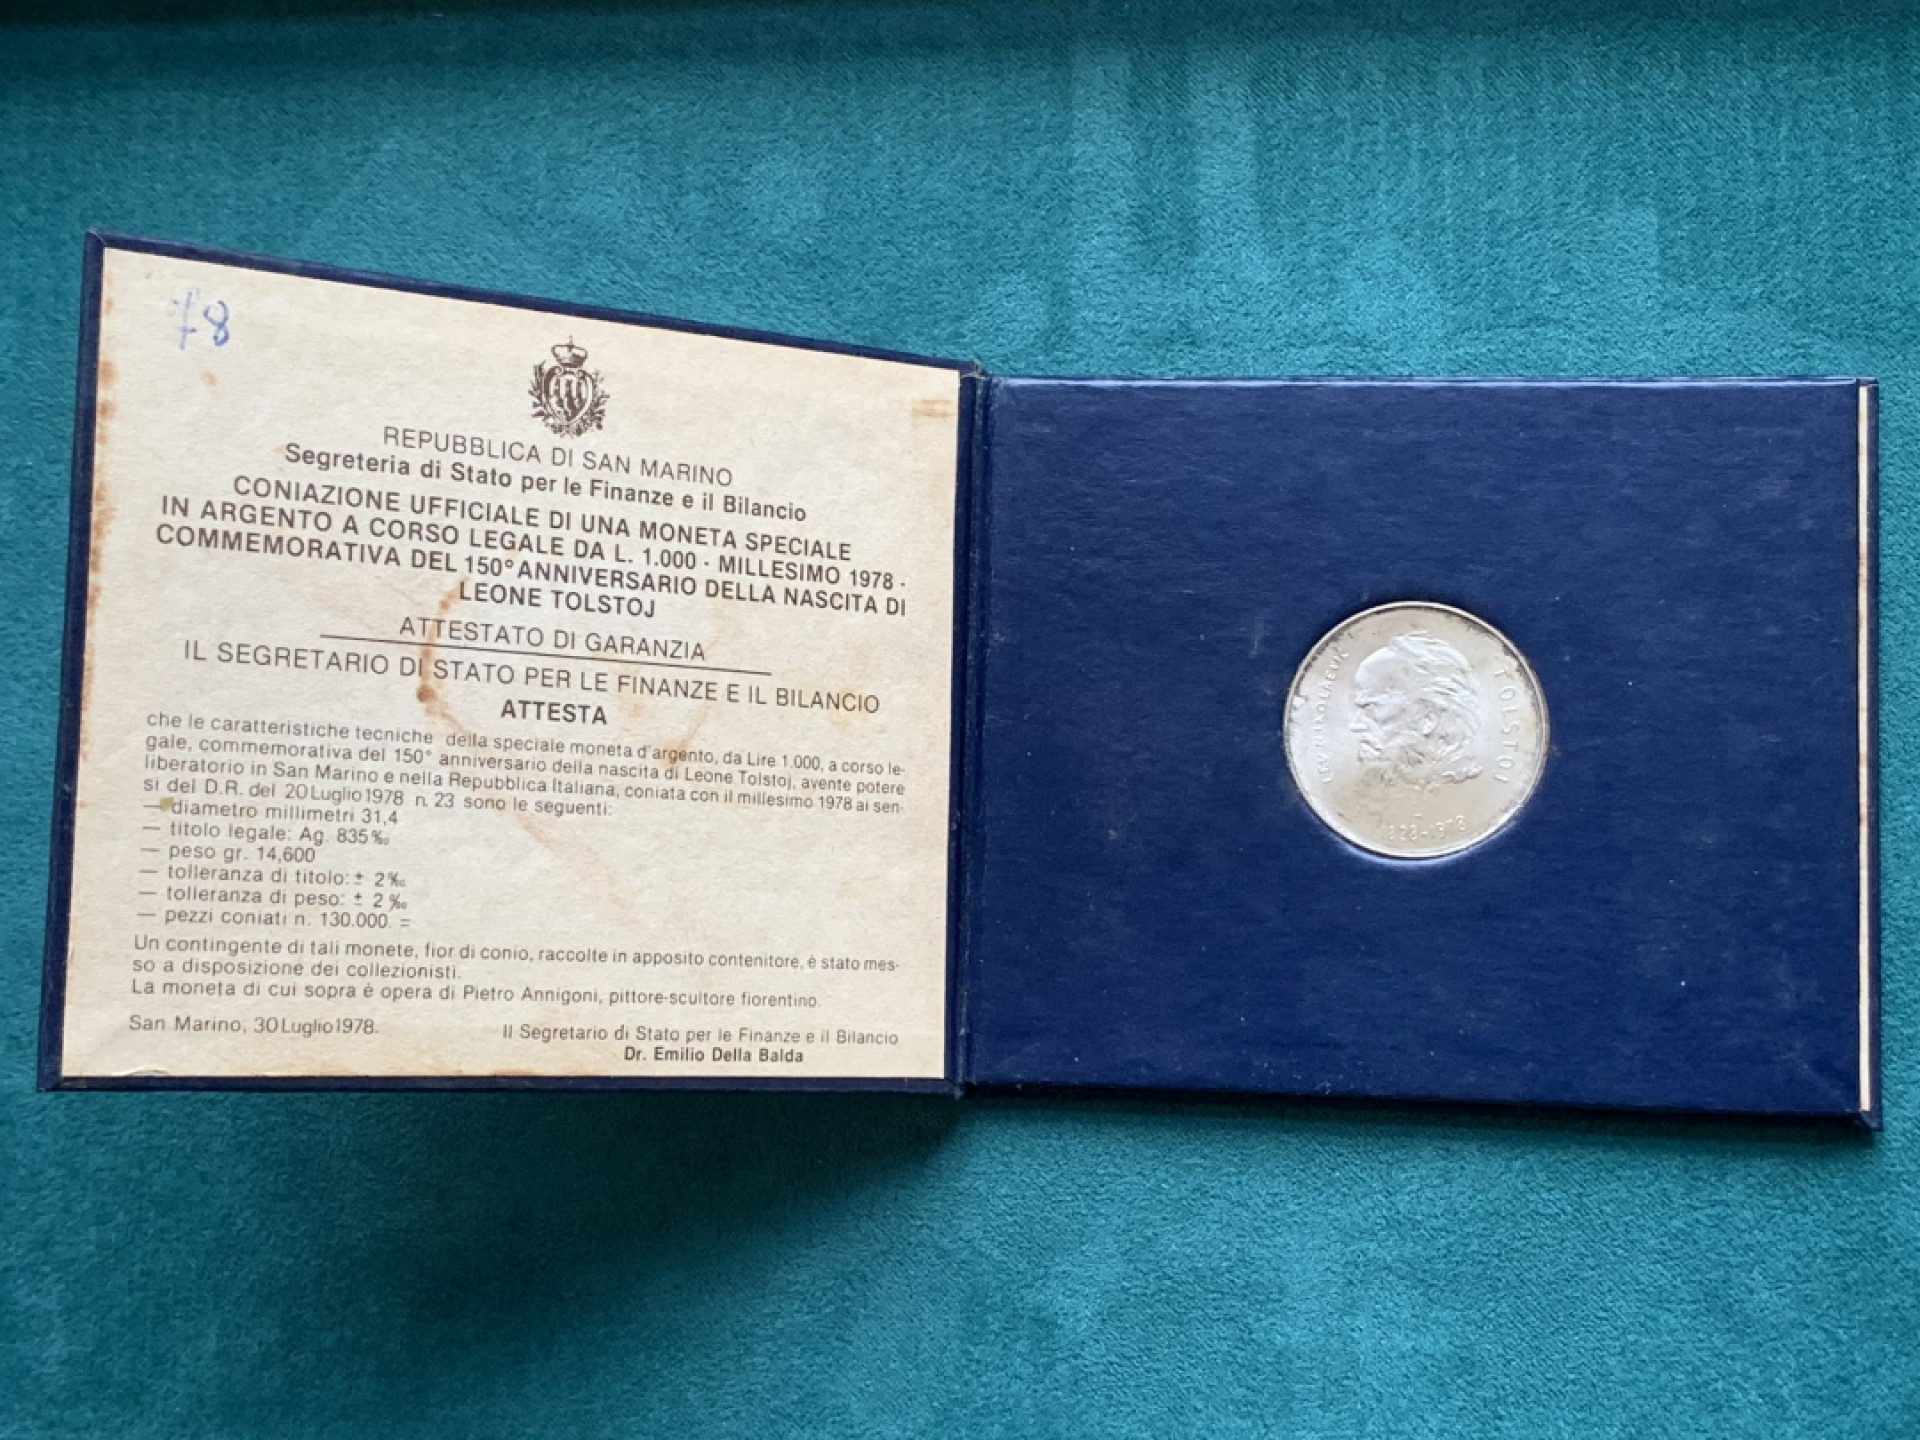 78
REPUBBLICA DI SAN MARINO
Segreteria di Stato per le Finanze e il Bilancio
CONIAZIONE UFFICIALE DI UNA MONETA SPECIALE
IN ARGENTO A CORSO LEGALE DA L. 1.000 - MILLESIMO 1978 -
COMMEMORATIVA DEL 150° ANNIVERSARIO DELLA NASCITA DI
LEONE TOLSTOJ
ATTESTATO DI GARANZIA
IL SEGRETARIO DI STATO PER LE FINANZE E IL BILANCIO
ATTESTA
che le caratteristiche tecniche della speciale moneta d'argento, da Lire 1.000, a corso le-
gale, commemorativa del 150° anniversario della nascita di Leone Tolstoj, avente potere
liberatorio in San Marino e nella Repubblica Italiana, coniata con il millesimo 1978 ai sen-
si del D.R. del 20 Luglio 1978 n. 23 sono le seguenti:
— diametro millimetri 31,4
— titolo legale: Ag. 835‰
— peso gr. 14,600
— tolleranza di titolo: ± 2‰
— tolleranza di peso: ± 2‰
— pezzi coniati n. 130.000. =
Un contingente di tali monete, fior di conio, raccolte in apposito contenitore, è stato mes-
so a disposizione dei collezionisti.
La moneta di cui sopra è opera di Pietro Annigoni, pittore-scultore fiorentino.
San Marino, 30 Luglio 1978.
Il Segretario di Stato per le Finanze e il Bilancio
Dr. Emilio Della Balda
TOLSTOI
1828-1978